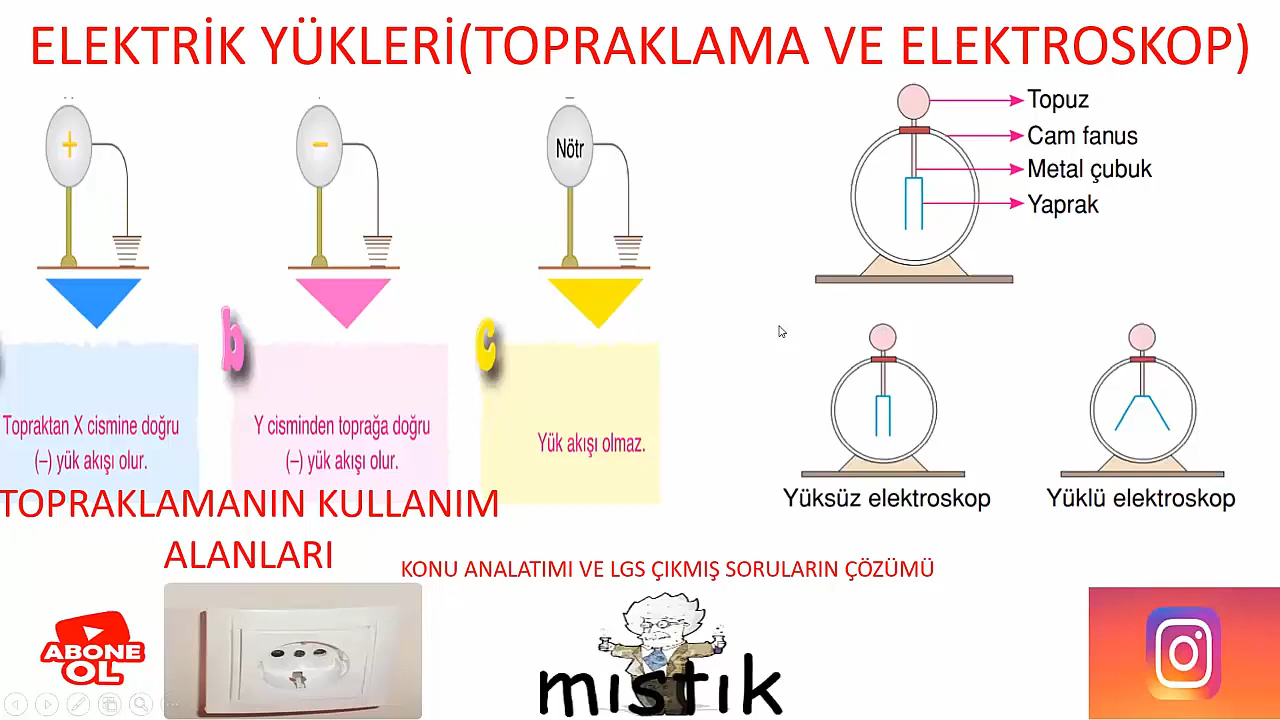 ELEKTRİK YÜKLERİ(TOPRAKLAMA VE ELEKTROSKOP)
+
−
Nötr
Topuz
Cam fanus
Metal çubuk
Yaprak
b
c
Topraktan X cismine doğru
(–) yük akışı olur.
Y cisminden toprağa doğru
(–) yük akışı olur.
Yük akışı olmaz.
Yüksüz elektroskop
Yüklü elektroskop
TOPRAKLAMANIN KULLANIM
ALANLARI
KONU ANALATIMI VE LGS ÇIKMIŞ SORULARIN ÇÖZÜMÜ
ABONE
OL
mıstık